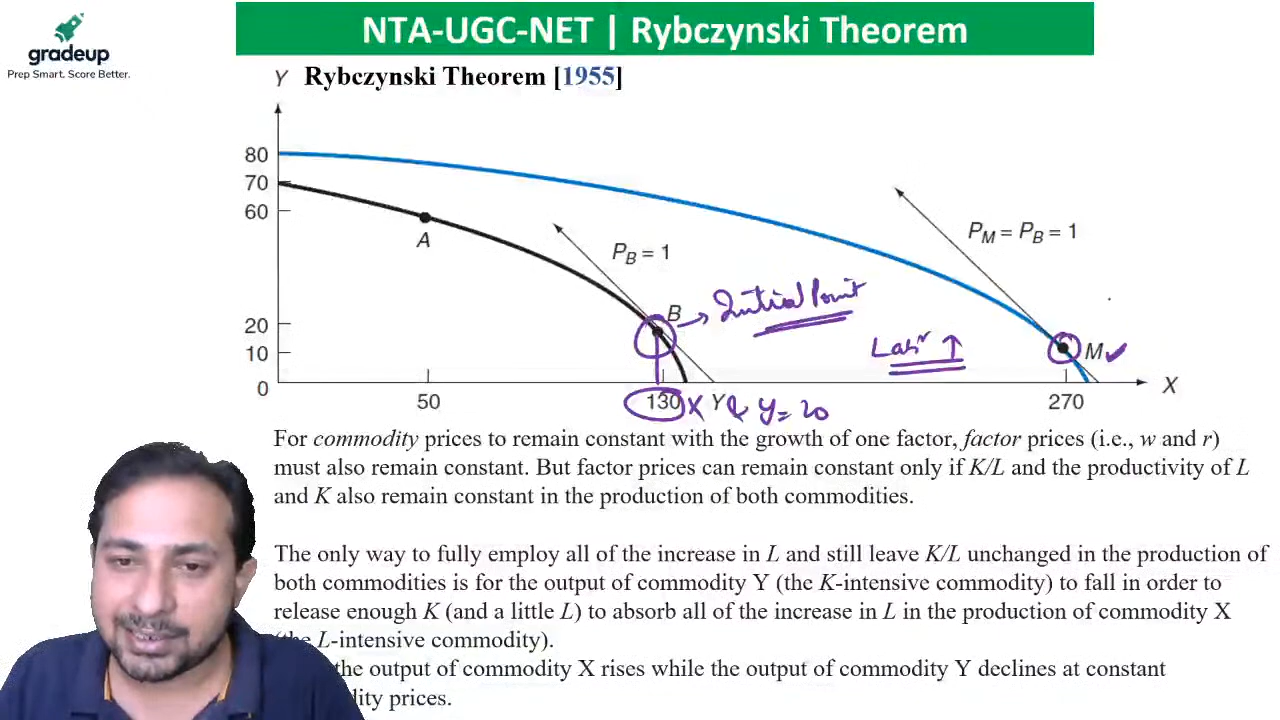 gradeup
Prep Smart. Score Better.
NTA-UGC-NET | Rybczynski Theorem
Y Rybczynski Theorem [1955]
80
70
60
20
10
0
A
P_B = 1
B
Initial Point
P_M = P_B = 1
Labr ↑
M
50
130 X & Y = 20
Y
270
X
For commodity prices to remain constant with the growth of one factor, factor prices (i.e., w and r)
must also remain constant. But factor prices can remain constant only if K/L and the productivity of L
and K also remain constant in the production of both commodities.
The only way to fully employ all of the increase in L and still leave K/L unchanged in the production of
both commodities is for the output of commodity Y (the K-intensive commodity) to fall in order to
release enough K (and a little L) to absorb all of the increase in L in the production of commodity X
(the L-intensive commodity).
the output of commodity X rises while the output of commodity Y declines at constant
prices.